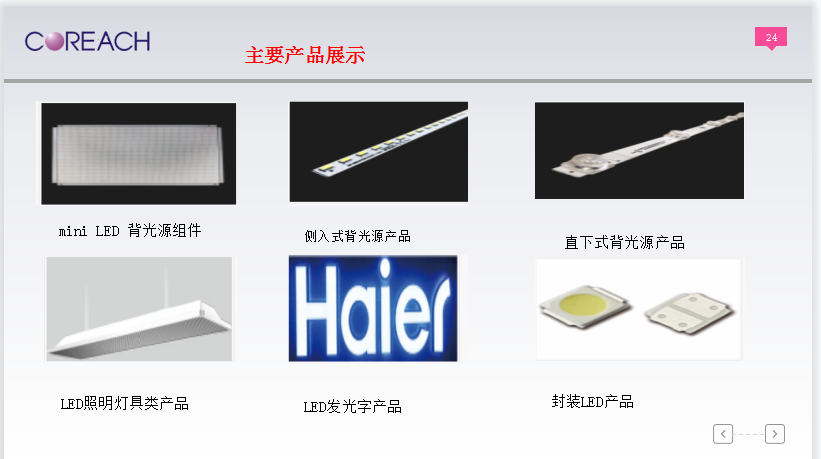 COREACH
主要产品展示
24
mini LED 背光源组件
侧入式背光源产品
直下式背光源产品
Haier
LED照明灯具类产品
LED发光字产品
封装LED产品